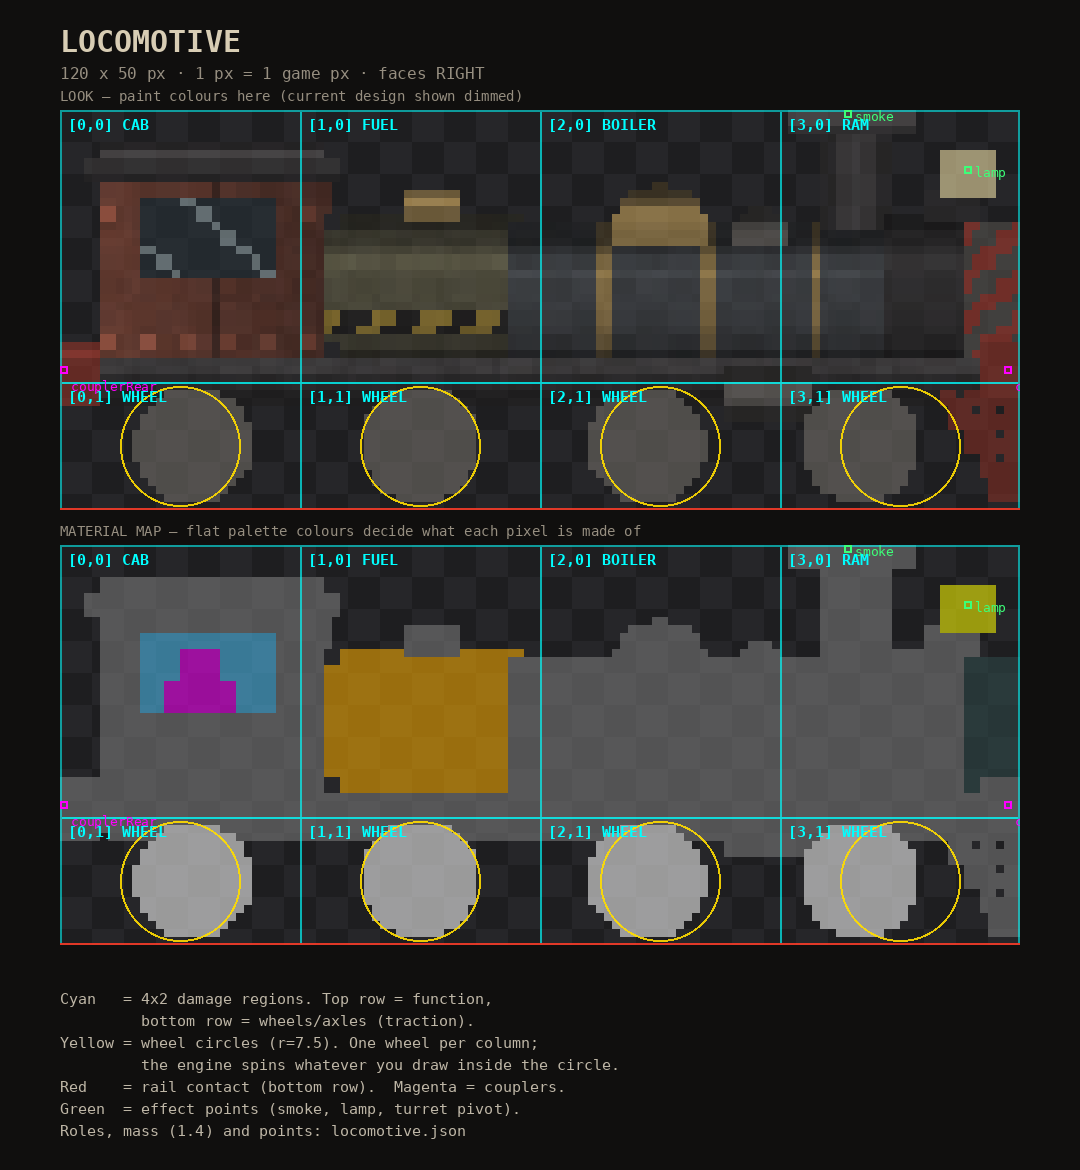 LOCOMOTIVE
120 x 50 px · 1 px = 1 game px · faces RIGHT
LOOK — paint colours here (current design shown dimmed)
[0,0] CAB [1,0] FUEL [2,0] BOILER [3,0] RAM
smoke
lamp
couplerRear
[0,1] WHEEL [1,1] WHEEL [2,1] WHEEL [3,1] WHEEL
MATERIAL MAP — flat palette colours decide what each pixel is made of
[0,0] CAB [1,0] FUEL [2,0] BOILER [3,0] RAM
smoke
lamp
couplerRear
[0,1] WHEEL [1,1] WHEEL [2,1] WHEEL [3,1] WHEEL
Cyan = 4x2 damage regions. Top row = function,
bottom row = wheels/axles (traction).
Yellow = wheel circles (r=7.5). One wheel per column;
the engine spins whatever you draw inside the circle.
Red = rail contact (bottom row). Magenta = couplers.
Green = effect points (smoke, lamp, turret pivot).
Roles, mass (1.4) and points: locomotive.json